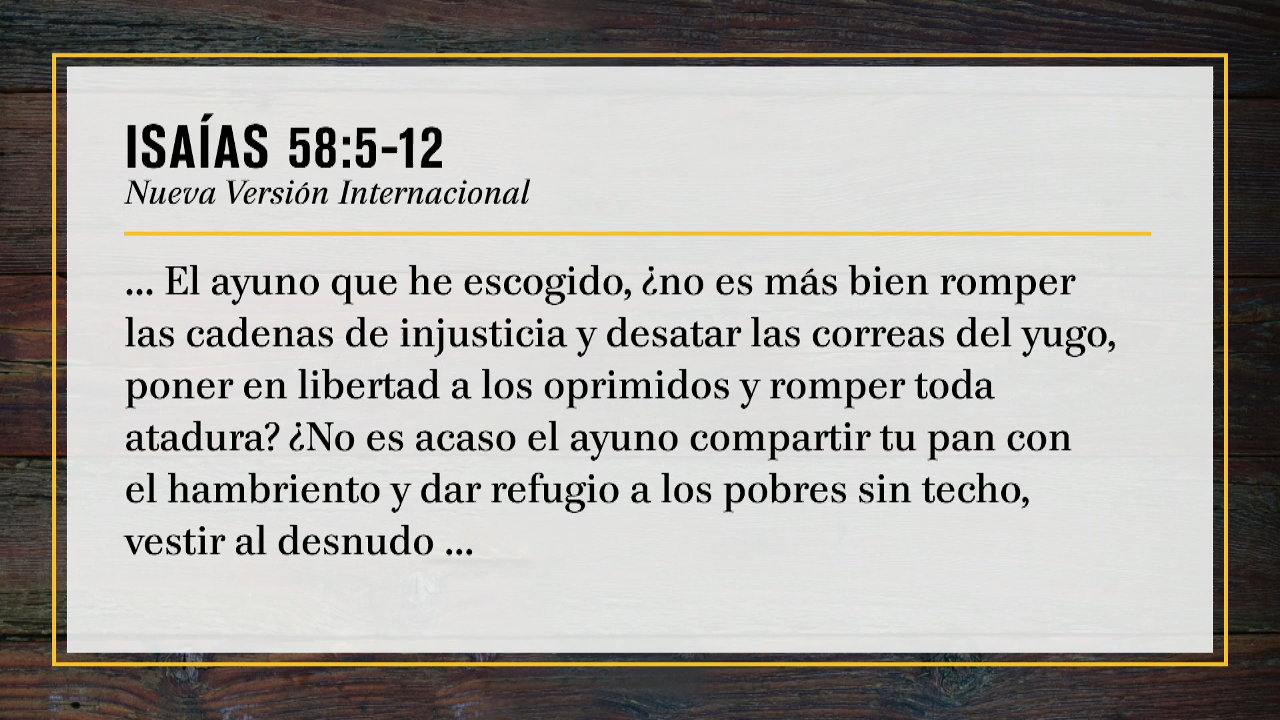 ISAÍAS 58:5-12
Nueva Versión Internacional
... El ayuno que he escogido, ¿no es más bien romper
las cadenas de injusticia y desatar las correas del yugo,
poner en libertad a los oprimidos y romper toda
atadura? ¿No es acaso el ayuno compartir tu pan con
el hambriento y dar refugio a los pobres sin techo,
vestir al desnudo ...